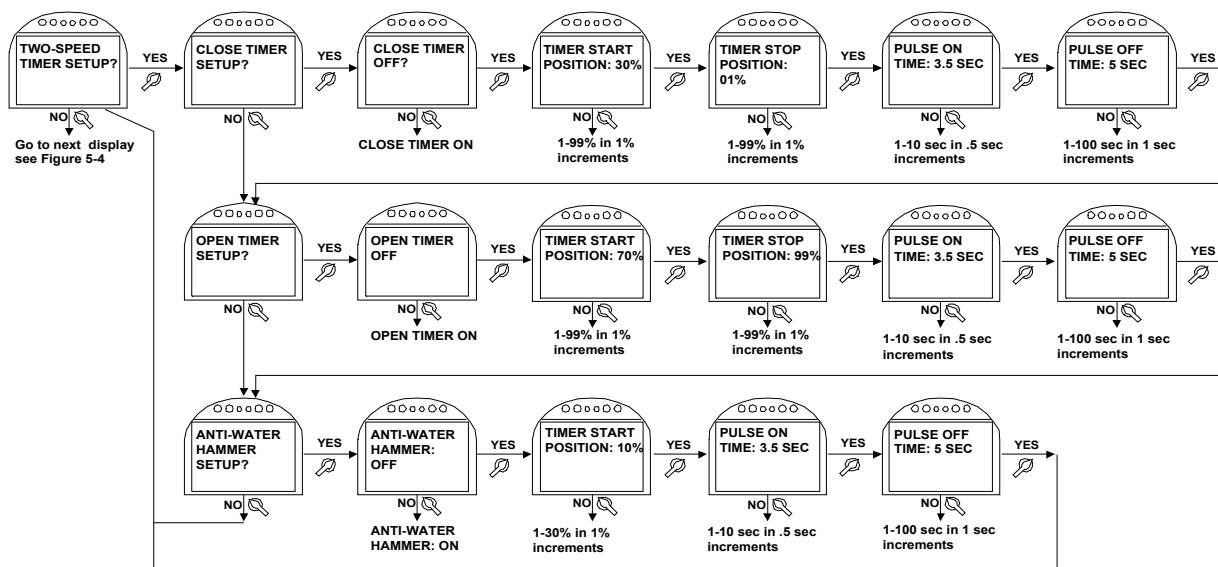 TWO-SPEED
TIMER SETUP?
YES
CLOSE TIMER
SETUP?
YES
CLOSE TIMER
OFF?
YES
TIMER START
POSITION: 30%
YES
TIMER STOP
POSITION:
01%
YES
PULSE ON
TIME: 3.5 SEC
YES
PULSE OFF
TIME: 5 SEC
YES
NO
Go to next display
see Figure 5-4
NO
NO
CLOSE TIMER ON
NO
1-99% in 1%
increments
NO
1-99% in 1%
increments
NO
1-10 sec in .5 sec
increments
NO
1-100 sec in 1 sec
increments
OPEN TIMER
SETUP?
YES
OPEN TIMER
OFF
YES
TIMER START
POSITION: 70%
YES
TIMER STOP
POSITION: 99%
YES
PULSE ON
TIME: 3.5 SEC
YES
PULSE OFF
TIME: 5 SEC
YES
NO
NO
OPEN TIMER ON
NO
1-99% in 1%
increments
NO
1-99% in 1%
increments
NO
1-10 sec in .5 sec
increments
NO
1-100 sec in 1 sec
increments
ANTI-WATER
HAMMER
SETUP?
YES
ANTI-WATER
HAMMER:
OFF
YES
TIMER START
POSITION: 10%
YES
PULSE ON
TIME: 3.5 SEC
YES
PULSE OFF
TIME: 5 SEC
YES
NO
NO
ANTI-WATER
HAMMER: ON
NO
1-30% in 1%
increments
NO
1-10 sec in .5 sec
increments
NO
1-100 sec in 1 sec
increments